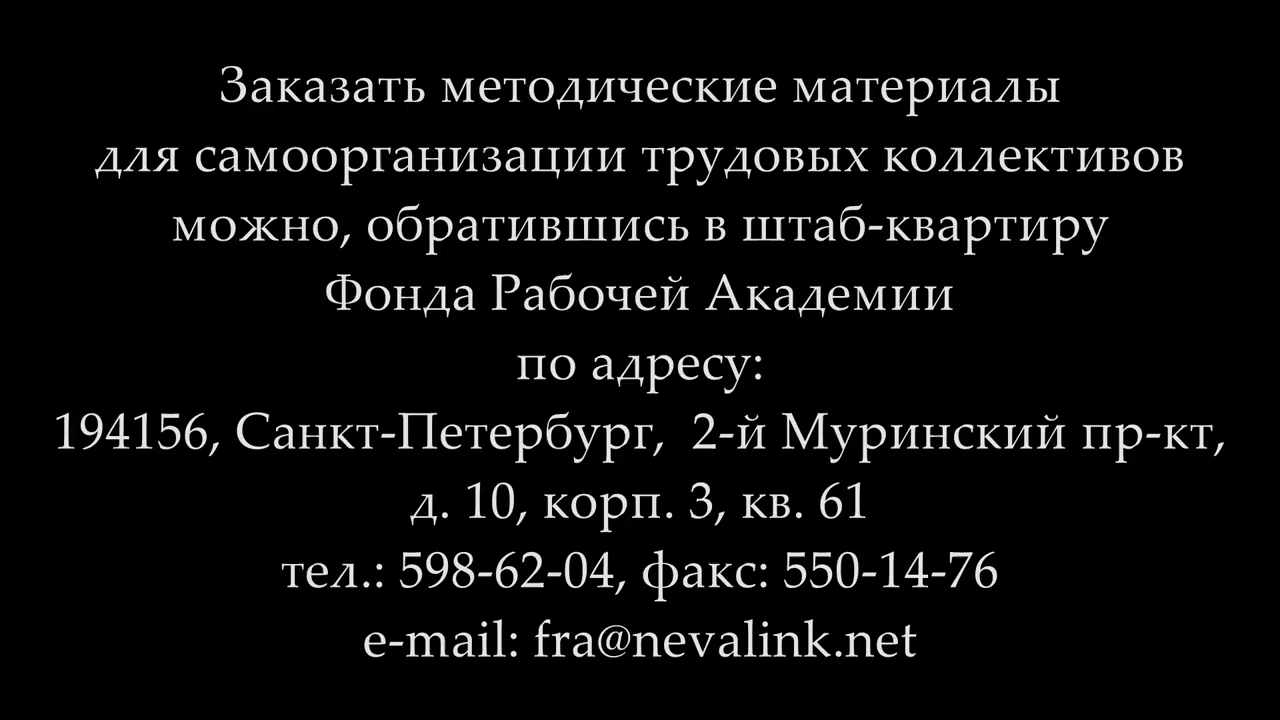 Заказать методические материалы
для самоорганизации трудовых коллективов
можно, обратившись в штаб-квартиру
Фонда Рабочей Академии
по адресу:
194156, Санкт-Петербург, 2-й Муринский пр-кт,
д. 10, корп. 3, кв. 61
тел.: 598-62-04, факс: 550-14-76
e-mail: fra@nevalink.net